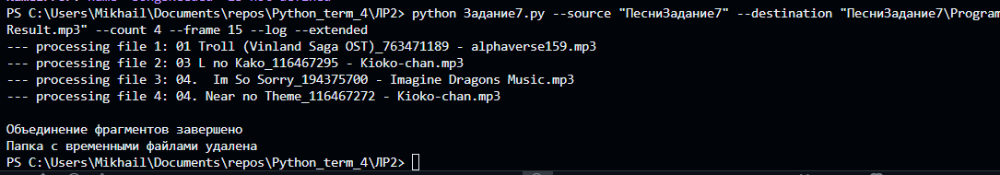 PS C:\Users\Mikhail\Documents\repos\Python_term_4\ЛР2> python Задание7.py --source "ПесниЗадание7" --destination "ПесниЗадание7\Program
Result.mp3" --count 4 --frame 15 --log --extended
--- processing file 1: 01 Troll (Vinland Saga OST)_763471189 - alphaverse159.mp3
--- processing file 2: 03 L no Kako_116467295 - Kioko-chan.mp3
--- processing file 3: 04.  Im So Sorry_194375700 - Imagine Dragons Music.mp3
--- processing file 4: 04. Near no Theme_116467272 - Kioko-chan.mp3
Объединение фрагментов завершено
Папка с временными файлами удалена
PS C:\Users\Mikhail\Documents\repos\Python_term_4\ЛР2>